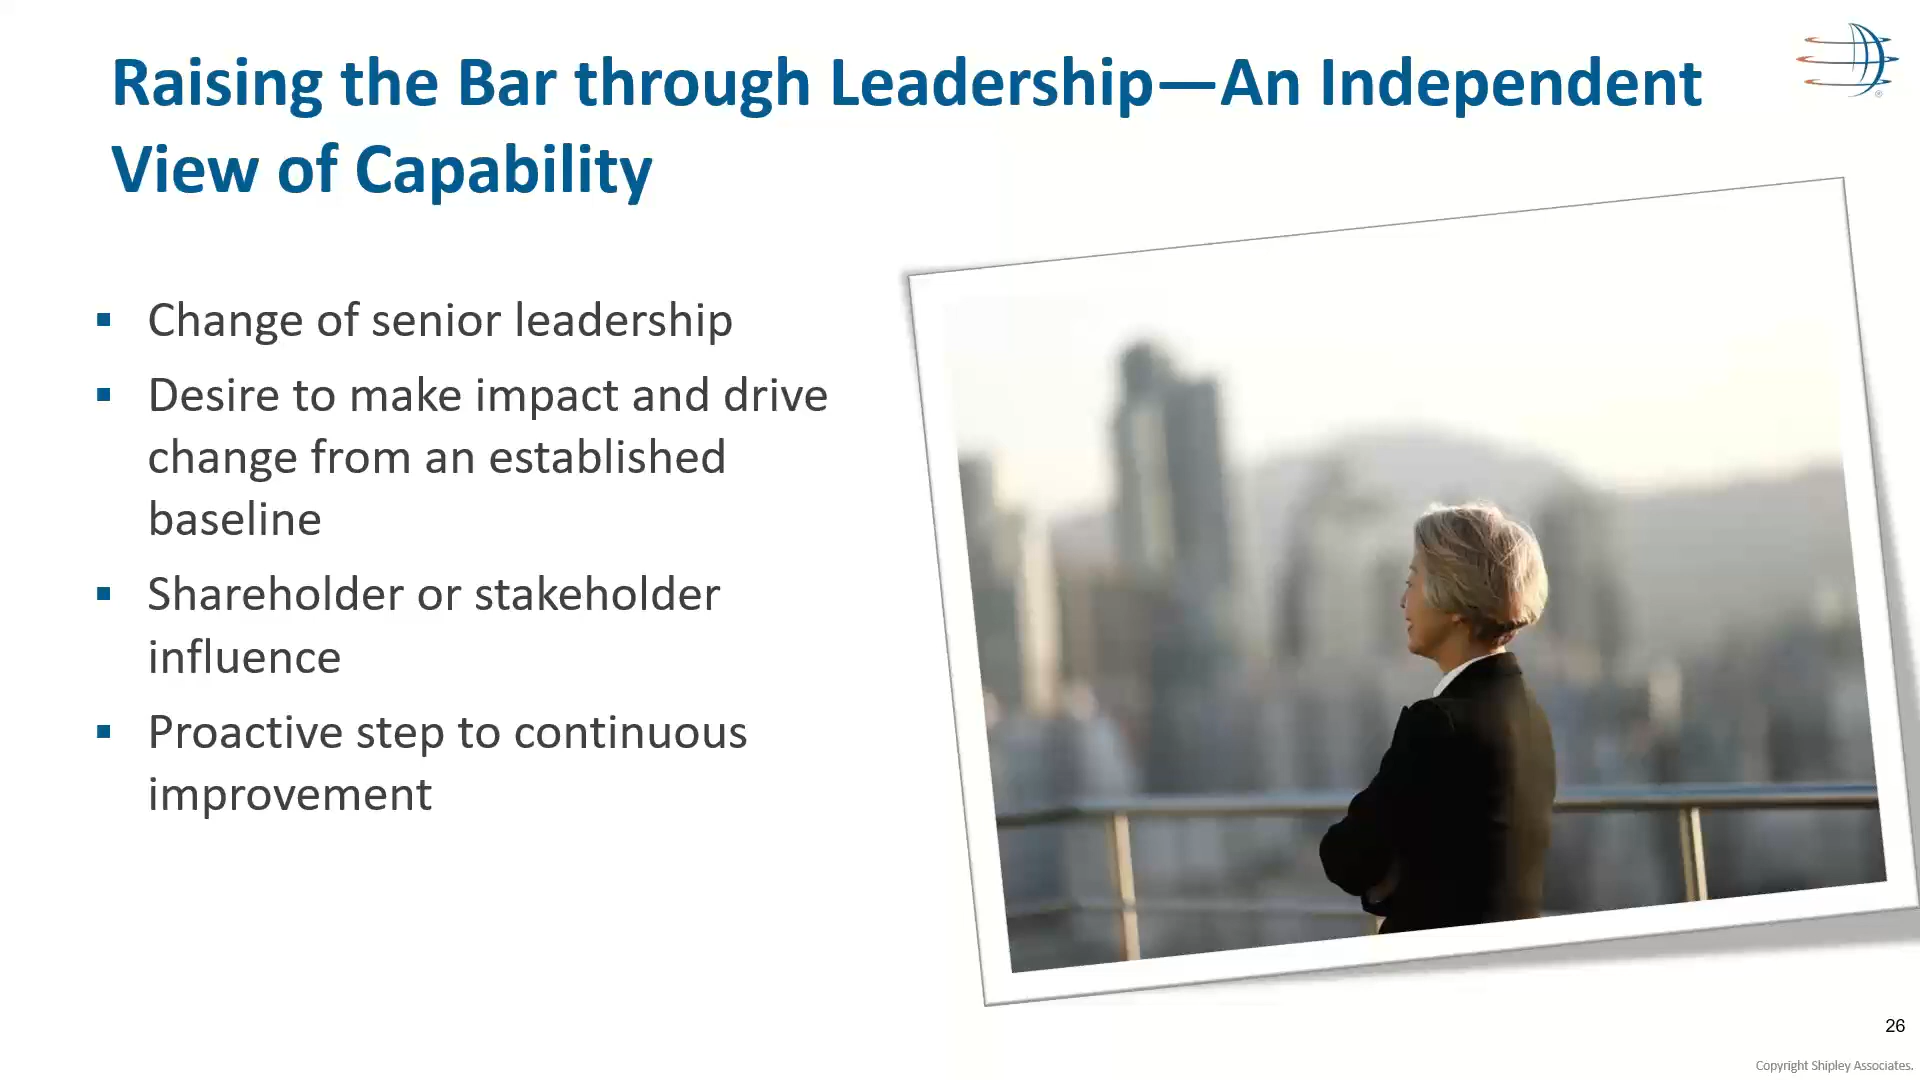 Raising the Bar through Leadership—An Independent
View of Capability
▪ Change of senior leadership
▪ Desire to make impact and drive
change from an established
baseline
▪ Shareholder or stakeholder
influence
▪ Proactive step to continuous
improvement
®
26
Copyright Shipley Associates.